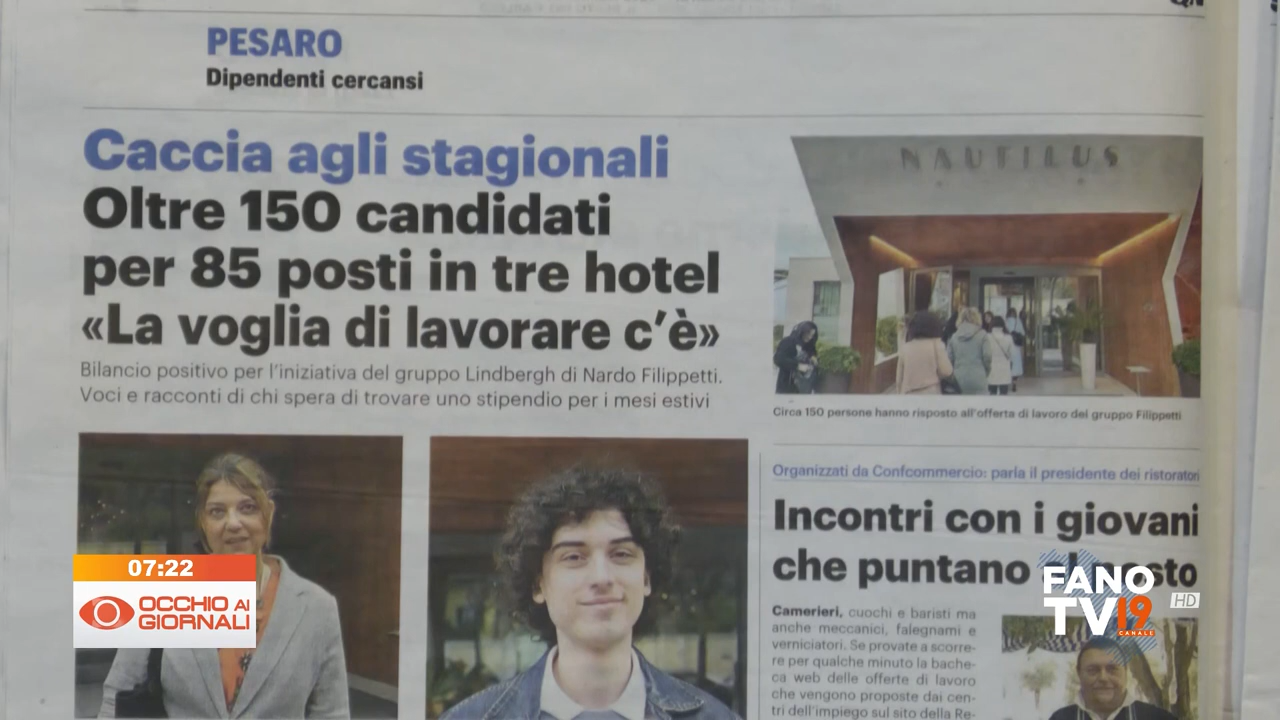 PESARO
Dipendenti cercansi
Caccia agli stagionali
Oltre 150 candidati
per 85 posti in tre hotel
«La voglia di lavorare c'è»
Bilancio positivo per l'iniziativa del gruppo Lindbergh di Nardo Filippetti.
Voci e racconti di chi spera di trovare uno stipendio per i mesi estivi
NAUTILUS
Circa 150 persone hanno risposto all'offerta di lavoro del gruppo Filippetti
Organizzati da Confcommercio: parla il presidente dei ristoratori
Incontri con i giovani
che puntano
Camerieri, cuochi e baristi ma
anche meccanici, falegnami e
verniciatori. Se provate a scorre-
re per qualche minuto la bache-
ca web delle offerte di lavoro
che vengono proposte dai cen-
tri dell'impiego sul sito della Re-
07:22
OCCHIO AI
GIORNALI
FANO
TV19
CANALE
HD